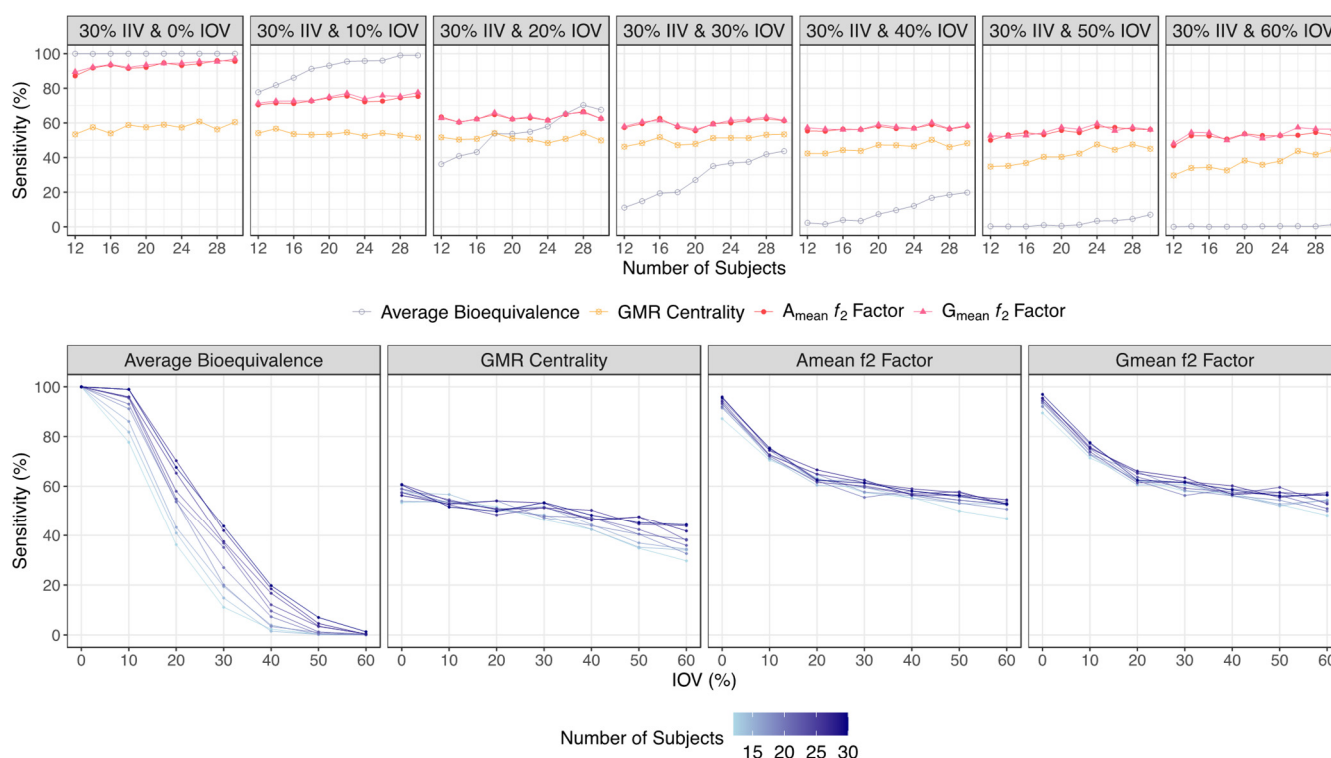 30% IIV & 0% IOV 30% IIV & 10% IOV 30% IIV & 20% IOV 30% IIV & 30% IOV 30% IIV & 40% IOV 30% IIV & 50% IOV 30% IIV & 60% IOV
Sensitivity (%)
100
80
60
40
20
0
12 16 20 24 28 12 16 20 24 28 12 16 20 24 28 12 16 20 24 28 12 16 20 24 28 12 16 20 24 28 12 16 20 24 28
Number of Subjects
Average Bioequivalence GMR Centrality Amean f2 Factor Gmean f2 Factor
Average Bioequivalence GMR Centrality Amean f2 Factor Gmean f2 Factor
Sensitivity (%)
100
80
60
40
20
0
0 10 20 30 40 50 60 0 10 20 30 40 50 60 0 10 20 30 40 50 60 0 10 20 30 40 50 60
IOV (%)
Number of Subjects
15 20 25 30